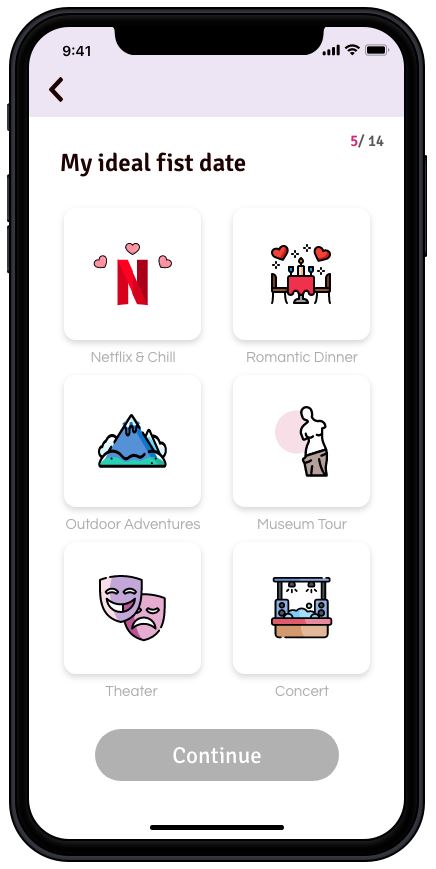 9:41
5/ 14
My ideal fist date
N
Netflix & Chill
Romantic Dinner
Outdoor Adventures
Museum Tour
Theater
Concert
Continue